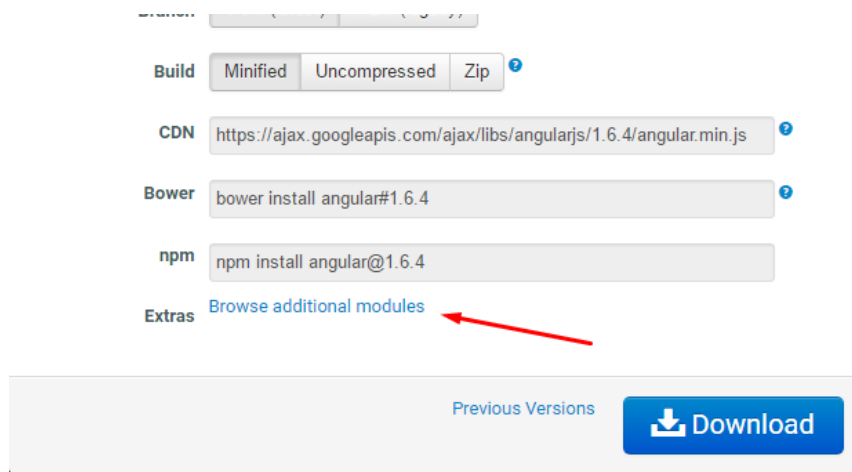 Build Minified Uncompressed Zip ?
CDN https://ajax.googleapis.com/ajax/libs/angularjs/1.6.4/angular.min.js ?
Bower bower install angular#1.6.4 ?
npm npm install angular@1.6.4
Extras Browse additional modules
Previous Versions Download